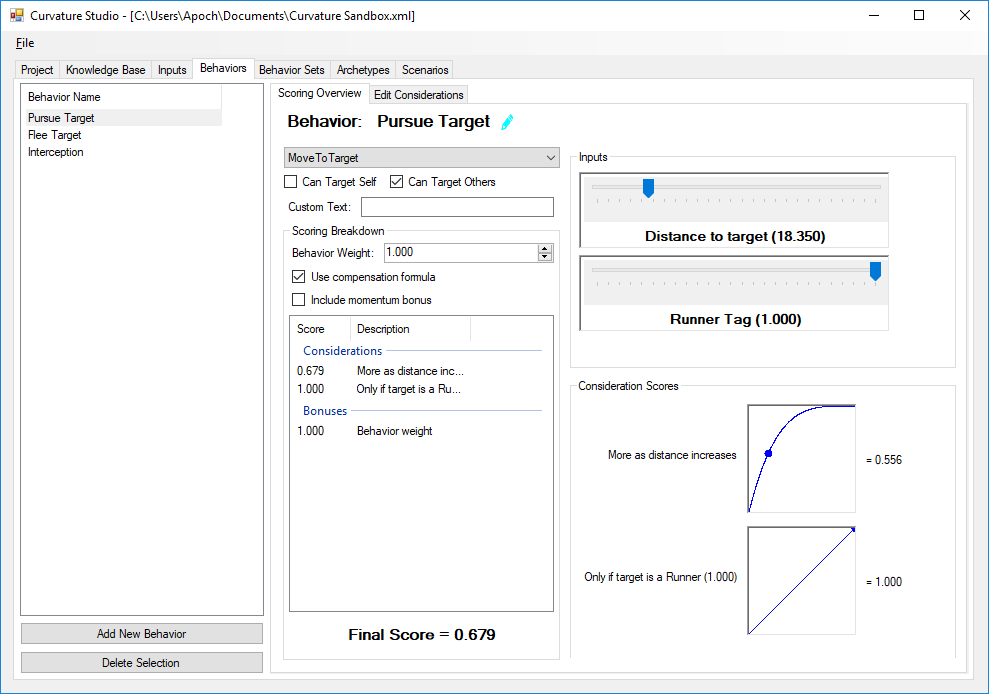 Curvature Studio - [C:\Users\Apoch\Documents\Curvature Sandbox.xml]
File
Project Knowledge Base Inputs Behaviors Behavior Sets Archetypes Scenarios
Behavior Name
Pursue Target
Flee Target
Interception
Add New Behavior
Delete Selection
Scoring Overview Edit Considerations
Behavior: Pursue Target
MoveToTarget
Can Target Self Can Target Others
Custom Text:
Scoring Breakdown
Behavior Weight: 1.000
Use compensation formula
Include momentum bonus
Score Description
Considerations
0.679 More as distance inc...
1.000 Only if target is a Ru...
Bonuses
1.000 Behavior weight
Final Score = 0.679
Inputs
Distance to target (18.350)
Runner Tag (1.000)
Consideration Scores
More as distance increases = 0.556
Only if target is a Runner (1.000) = 1.000